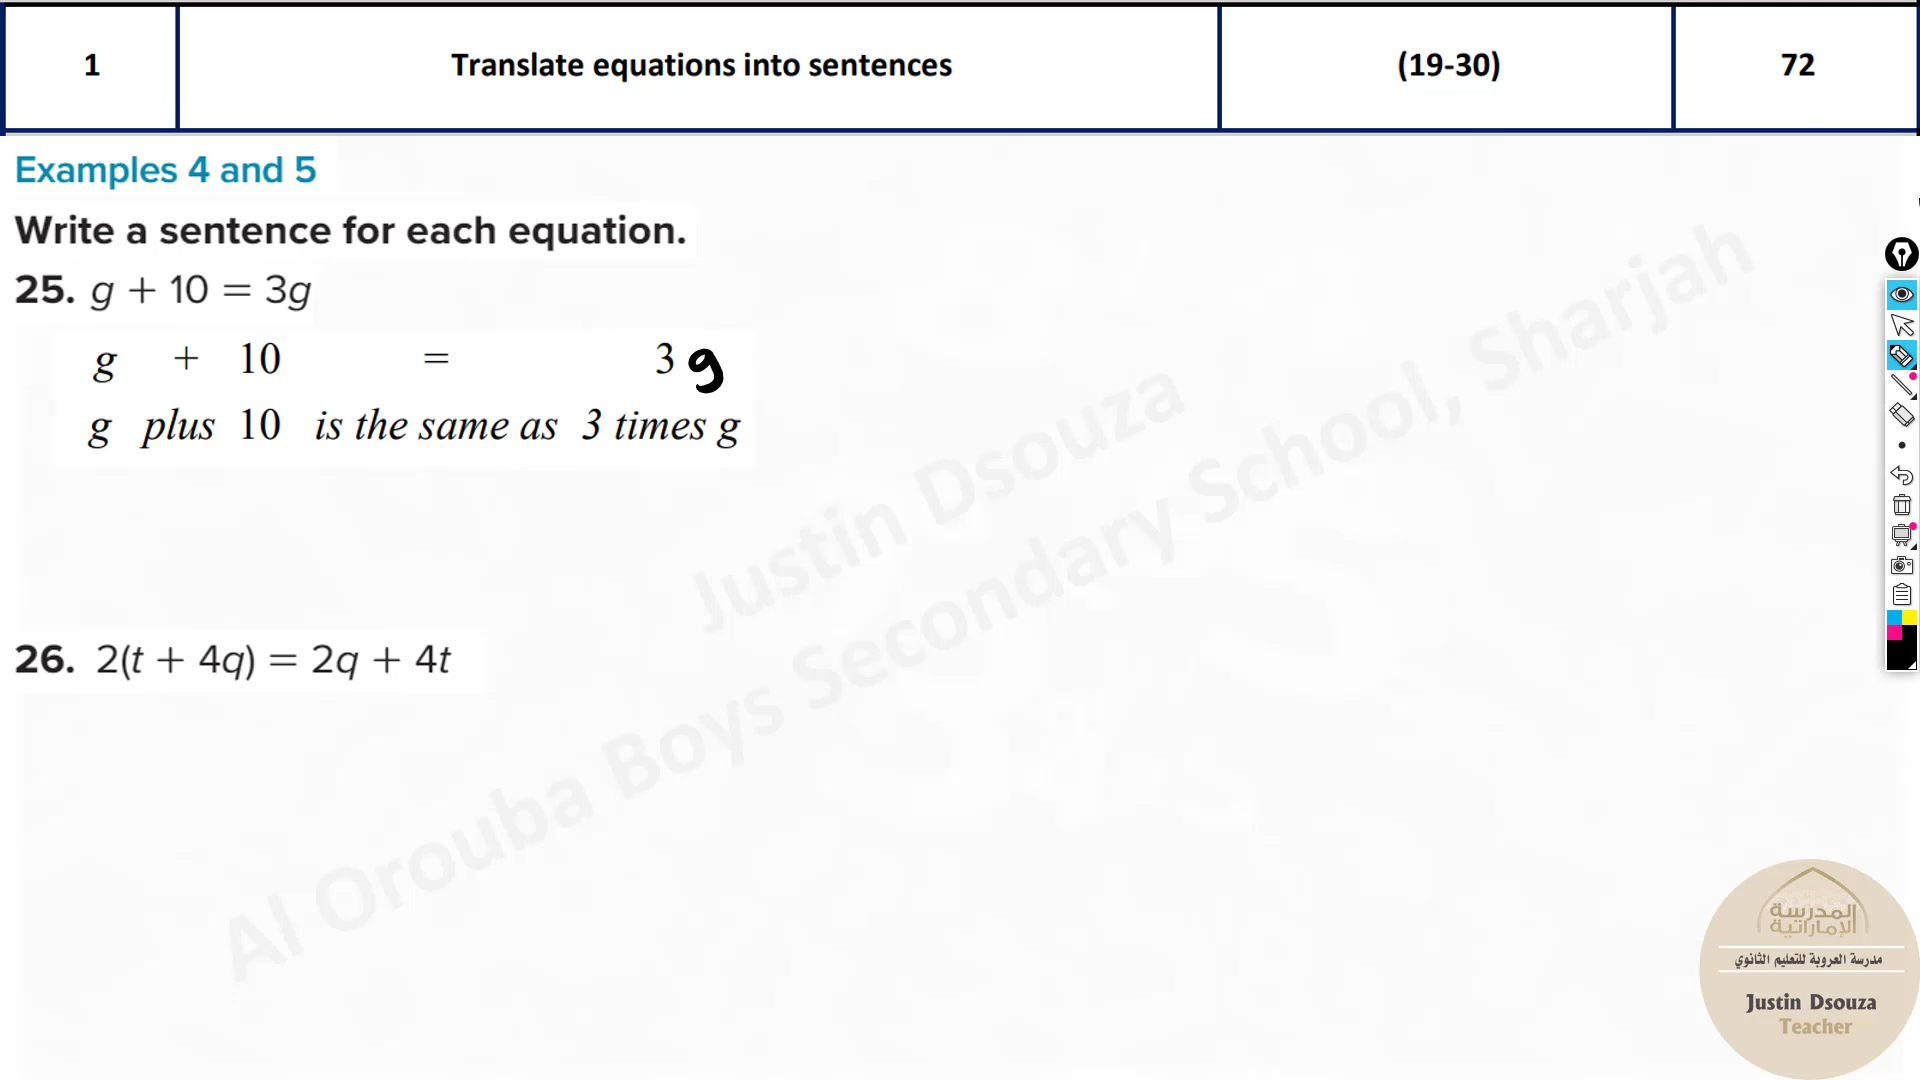 1 Translate equations into sentences (19-30) 72
Examples 4 and 5
Write a sentence for each equation.
25. g + 10 = 3g
g + 10 = 3 g
g plus 10 is the same as 3 times g
26. 2(t + 4q) = 2q + 4t
Justin Dsouza
Al Orouba Boys Secondary School, Sharjah
المدرسة
الإماراتية
مدرسة العروبة للتعليم الثانوي
Justin Dsouza
Teacher